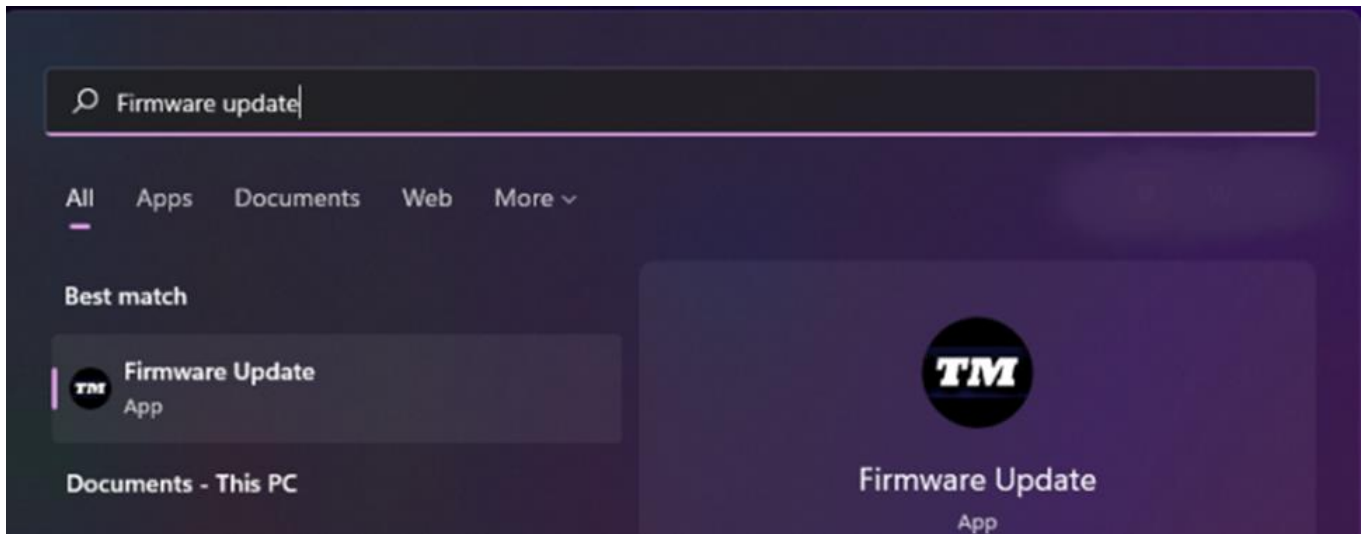 Firmware update
All Apps Documents Web More
Best match
TM
Firmware Update
App
Documents - This PC
TM
Firmware Update
App